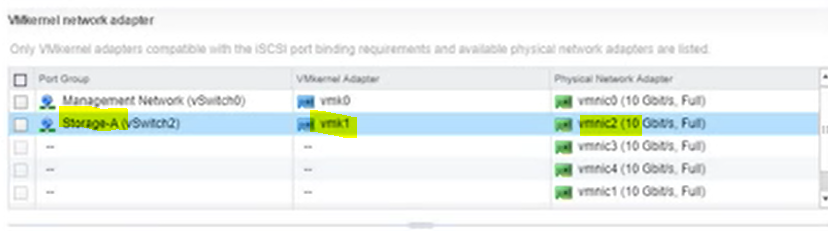 VMkernel network adapter
Only VMkernel adapters compatible with the iSCSI port binding requirements and available physical network adapters are listed.
Port Group VMkernel Adapter Physical Network Adapter
Management Network (vSwitch0) vmk0 vmnic0 (10 Gbit/s, Full)
Storage-A (vSwitch2) vmk1 vmnic2 (10 Gbit/s, Full)
-- -- vmnic3 (10 Gbit/s, Full)
-- -- vmnic4 (10 Gbit/s, Full)
-- -- vmnic1 (10 Gbit/s, Full)